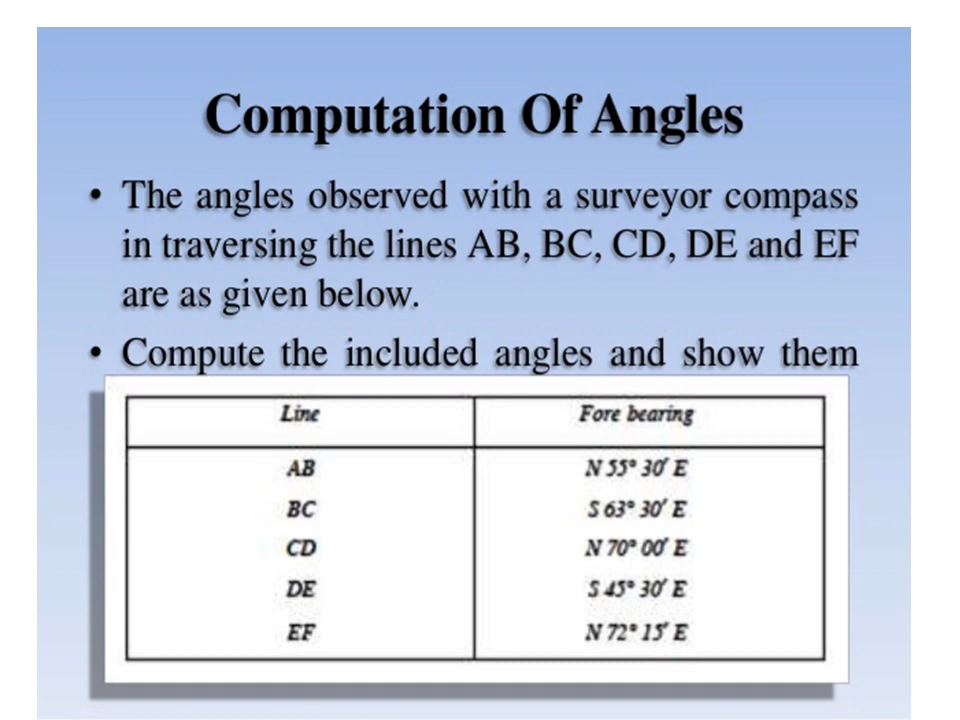 Computation Of Angles
• The angles observed with a surveyor compass
in traversing the lines AB, BC, CD, DE and EF
are as given below.
• Compute the included angles and show them
Line Fore bearing
AB N 55° 30' E
BC S 63° 30' E
CD N 70° 00' E
DE S 45° 30' E
EF N 72° 15' E